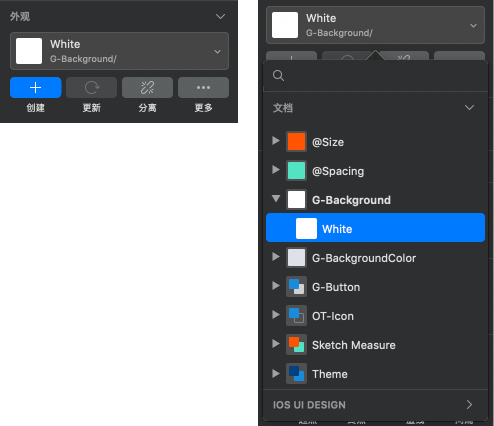 外观
White
G-Background/
创建
更新
分离
更多
White
G-Background/
文档
@Size
@Spacing
G-Background
White
G-BackgroundColor
G-Button
OT-Icon
Sketch Measure
Theme
IOS UI DESIGN